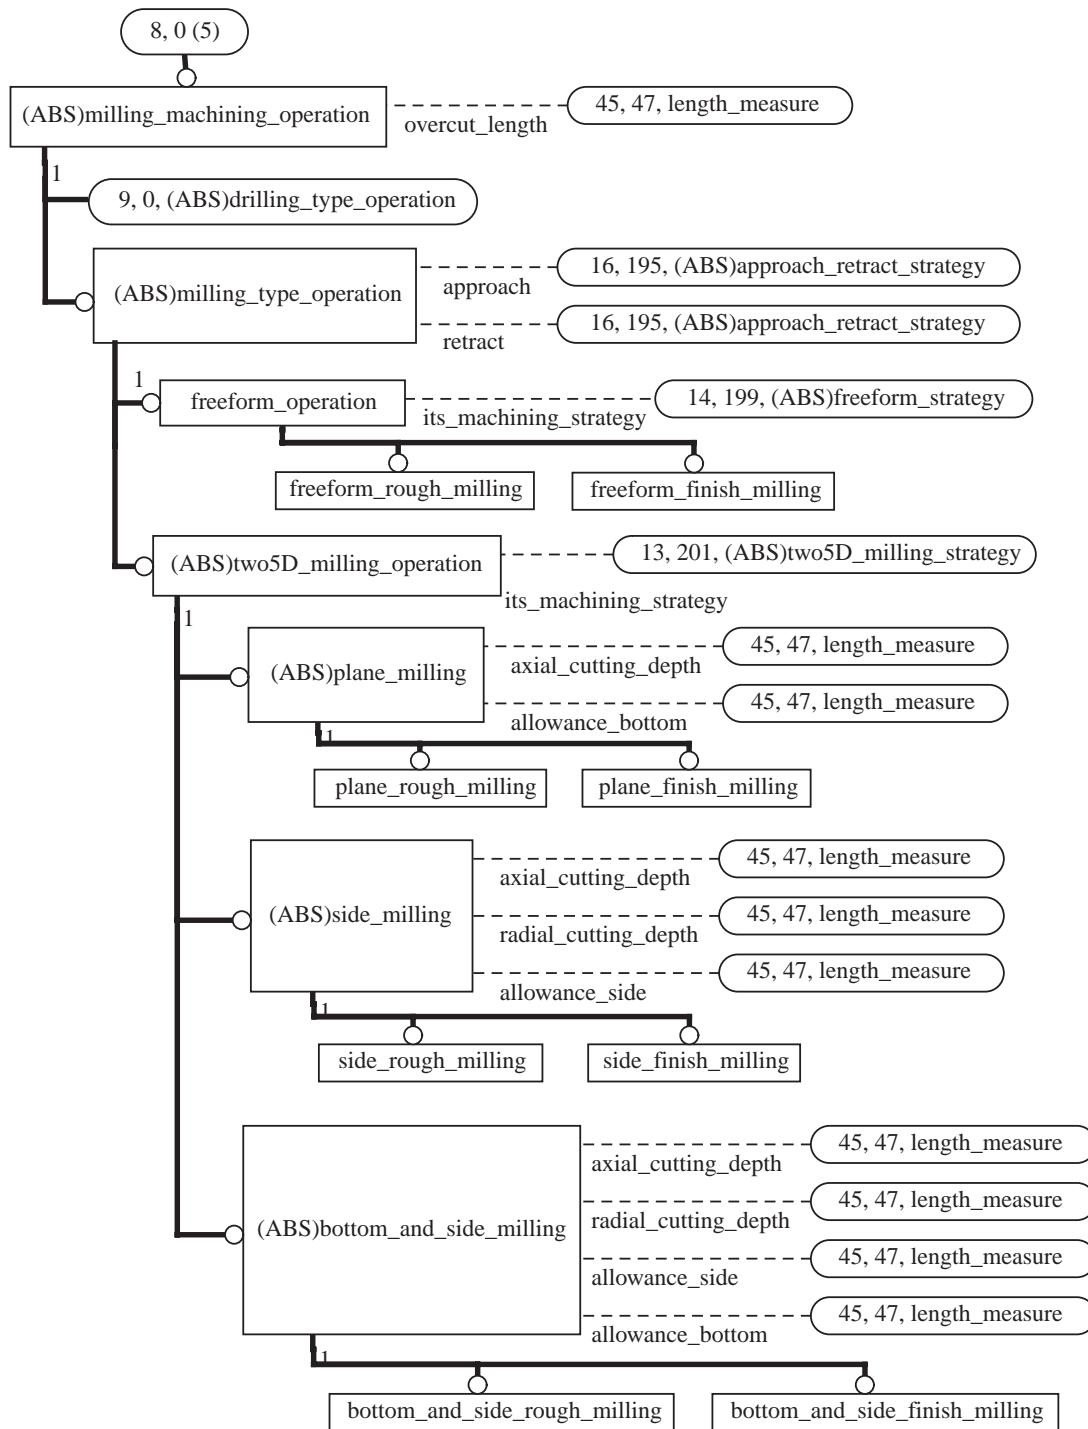 8, 0 (5)
(ABS)milling_machining_operation
45, 47, length_measure
overcut_length
1
9, 0, (ABS)drilling_type_operation
(ABS)milling_type_operation
16, 195, (ABS)approach_retract_strategy
approach
16, 195, (ABS)approach_retract_strategy
retract
1
freeform_operation
14, 199, (ABS)freeform_strategy
its_machining_strategy
freeform_rough_milling
freeform_finish_milling
(ABS)two5D_milling_operation
13, 201, (ABS)two5D_milling_strategy
its_machining_strategy
1
(ABS)plane_milling
45, 47, length_measure
axial_cutting_depth
45, 47, length_measure
allowance_bottom
1
plane_rough_milling
plane_finish_milling
(ABS)side_milling
45, 47, length_measure
axial_cutting_depth
45, 47, length_measure
radial_cutting_depth
45, 47, length_measure
allowance_side
1
side_rough_milling
side_finish_milling
(ABS)bottom_and_side_milling
45, 47, length_measure
axial_cutting_depth
45, 47, length_measure
radial_cutting_depth
45, 47, length_measure
allowance_side
45, 47, length_measure
allowance_bottom
1
bottom_and_side_rough_milling
bottom_and_side_finish_milling